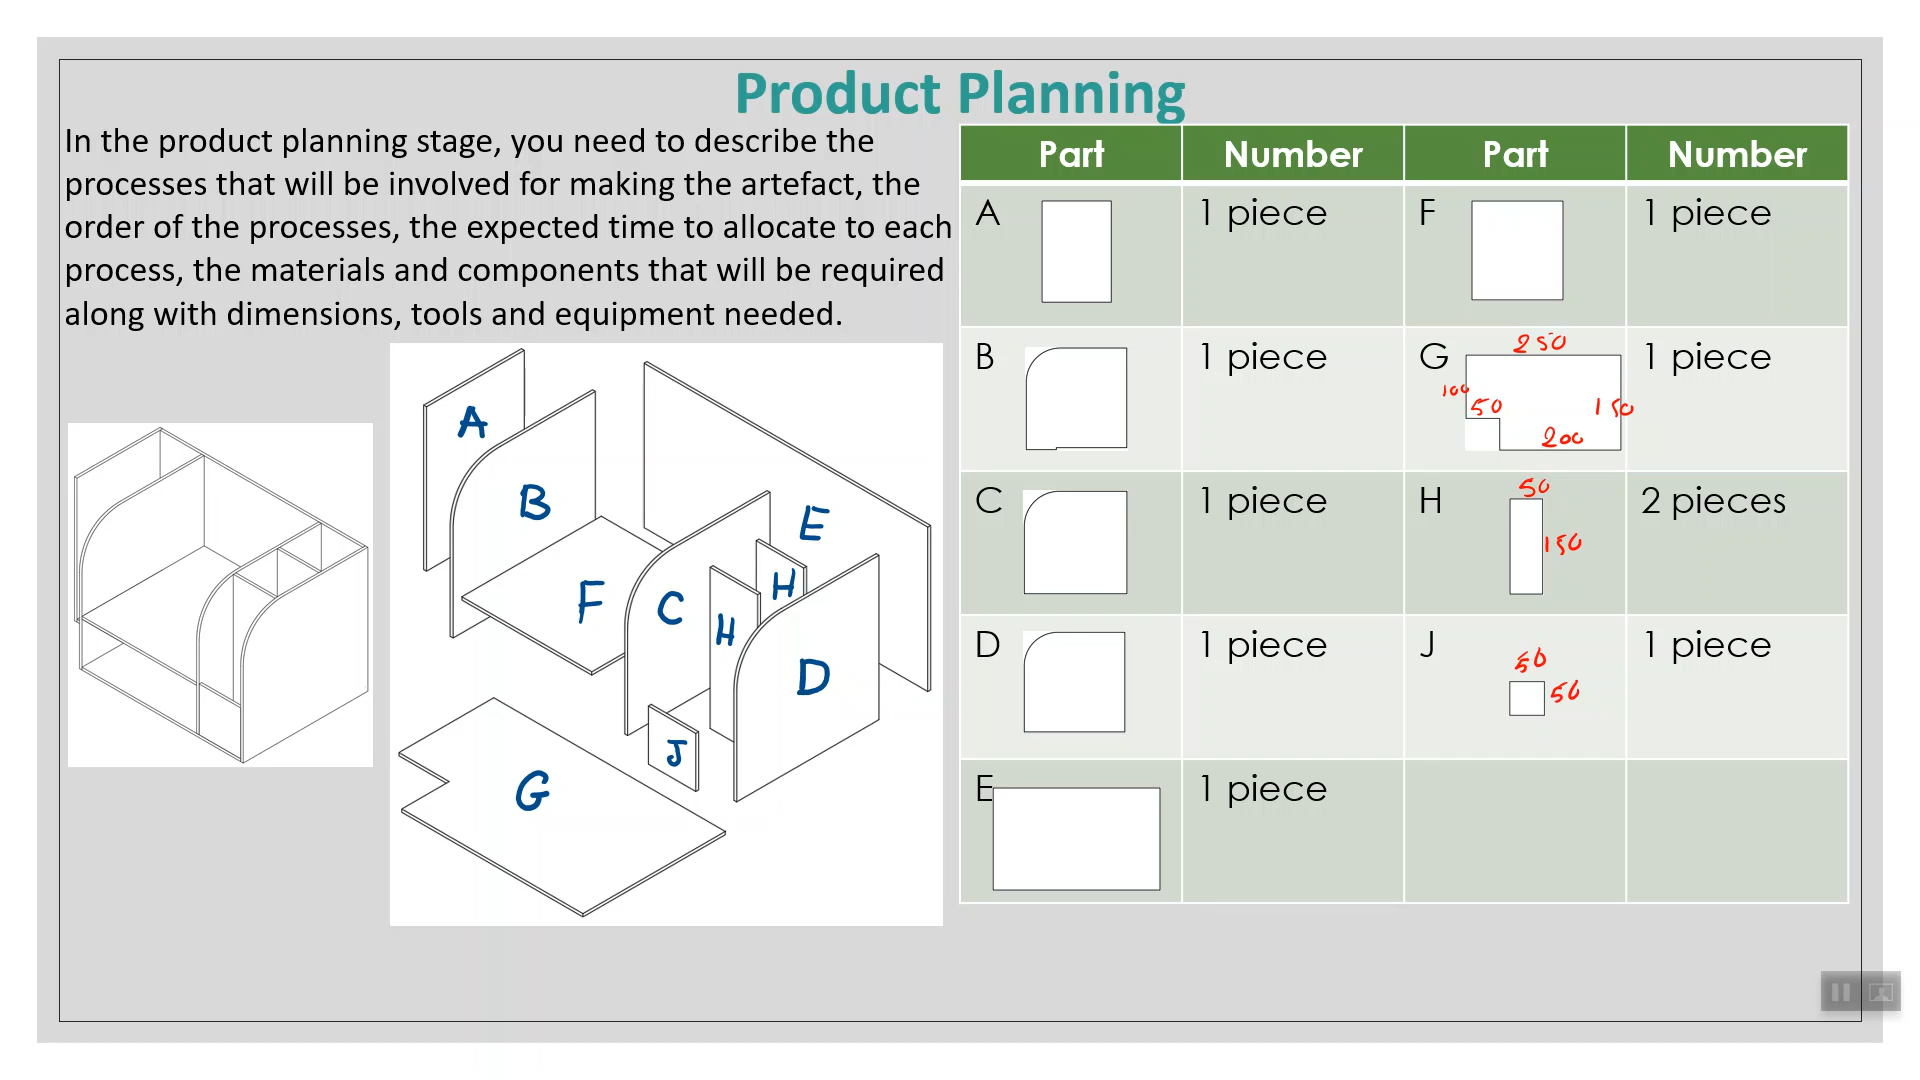 Product Planning
In the product planning stage, you need to describe the
processes that will be involved for making the artefact, the
order of the processes, the expected time to allocate to each
process, the materials and components that will be required
along with dimensions, tools and equipment needed.
A
B
E
F
C
H
H
D
J
G
Part Number Part Number
A 1 piece F 1 piece
B 1 piece G 250 100 50 150 200 1 piece
C 1 piece H 50 150 2 pieces
D 1 piece J 50 50 1 piece
E 1 piece